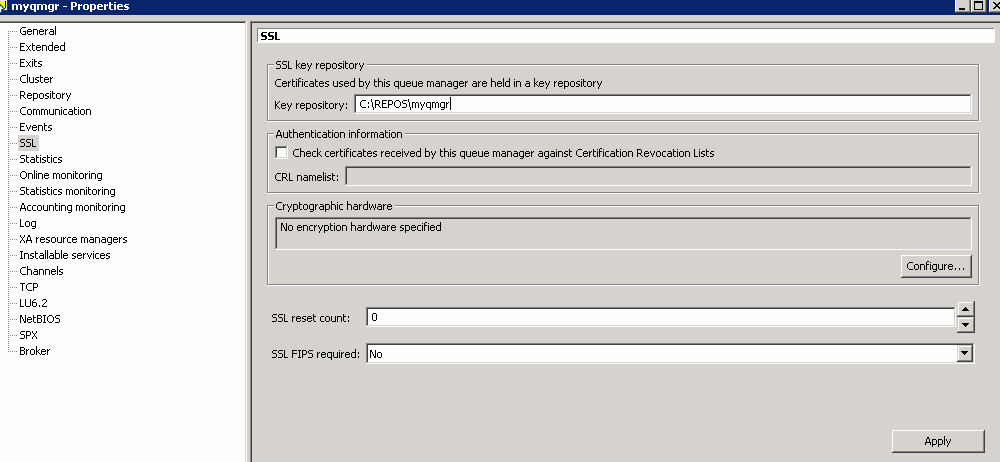 myqmgr - Properties
General
Extended
Exits
Cluster
Repository
Communication
Events
SSL
Statistics
Online monitoring
Statistics monitoring
Accounting monitoring
Log
XA resource managers
Installable services
Channels
TCP
LU6.2
NetBIOS
SPX
Broker
SSL
SSL key repository
Certificates used by this queue manager are held in a key repository
Key repository: C:\REPOS\myqmgr
Authentication information
Check certificates received by this queue manager against Certification Revocation Lists
CRL namelist:
Cryptographic hardware
No encryption hardware specified
Configure...
SSL reset count: 0
SSL FIPS required: No
Apply